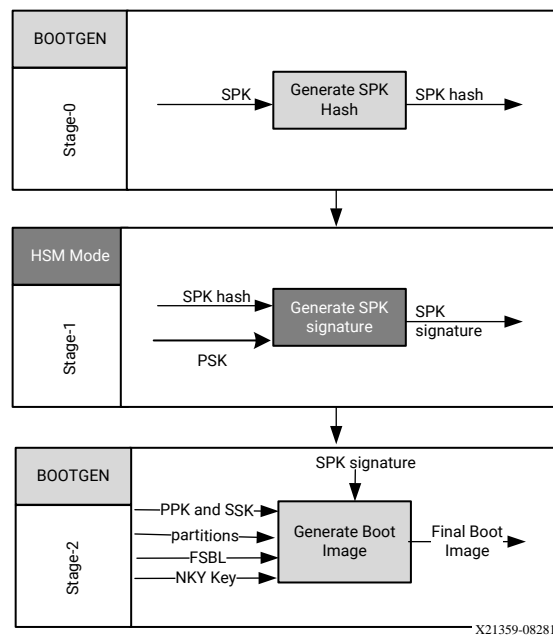 BOOTGEN
Stage-0
SPK
Generate SPK
Hash
SPK hash
HSM Mode
Stage-1
SPK hash
PSK
Generate SPK
signature
SPK
signature
BOOTGEN
Stage-2
SPK signature
PPK and SSK
partitions
FSBL
NKY Key
Generate Boot
Image
Final Boot
Image
X21359-08281